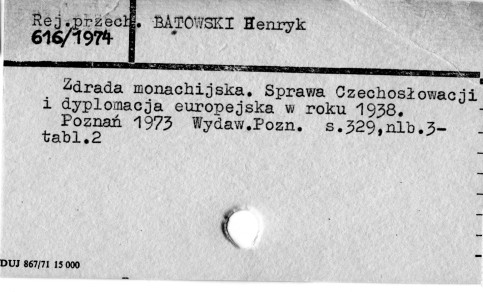 Rej.przech. BATOWSKI Henryk
616/1974
Zdrada monachijska. Sprawa Czechosłowacji
i dyplomacja europejska w roku 1938.
Poznań 1973 Wydaw.Pozn. s.329,nlb.3-
tabl.2
DUJ 867/71 15 000